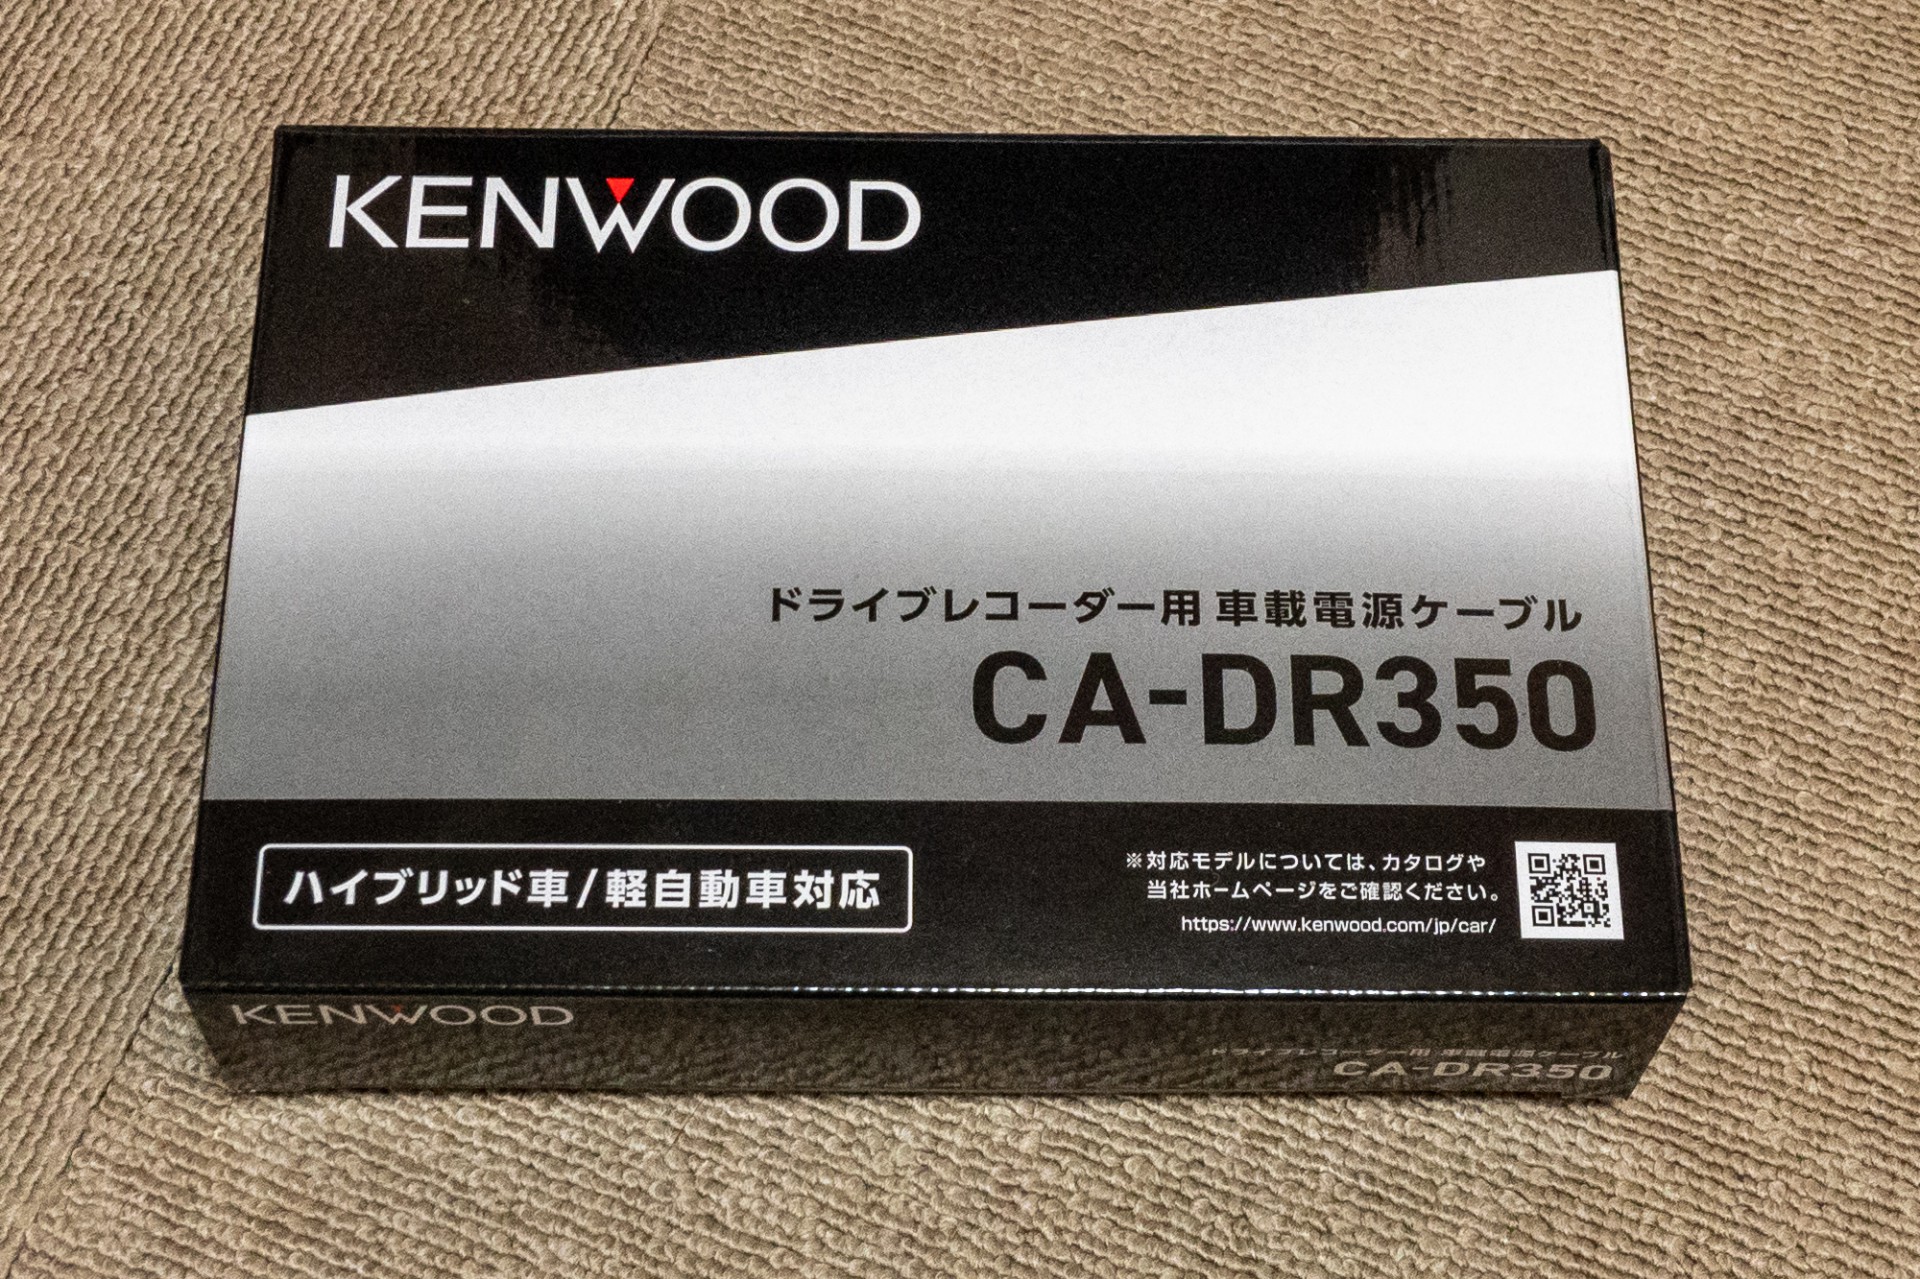 KENWOOD
ドライブレコーダー用 車載電源ケーブル
CA-DR350
ハイブリッド車/軽自動車対応
※対応モデルについては、カタログや
当社ホームページをご確認ください。
https://www.kenwood.com/jp/car/
KENWOOD
ドライブレコーダー用 車載電源ケーブル
CA-DR350